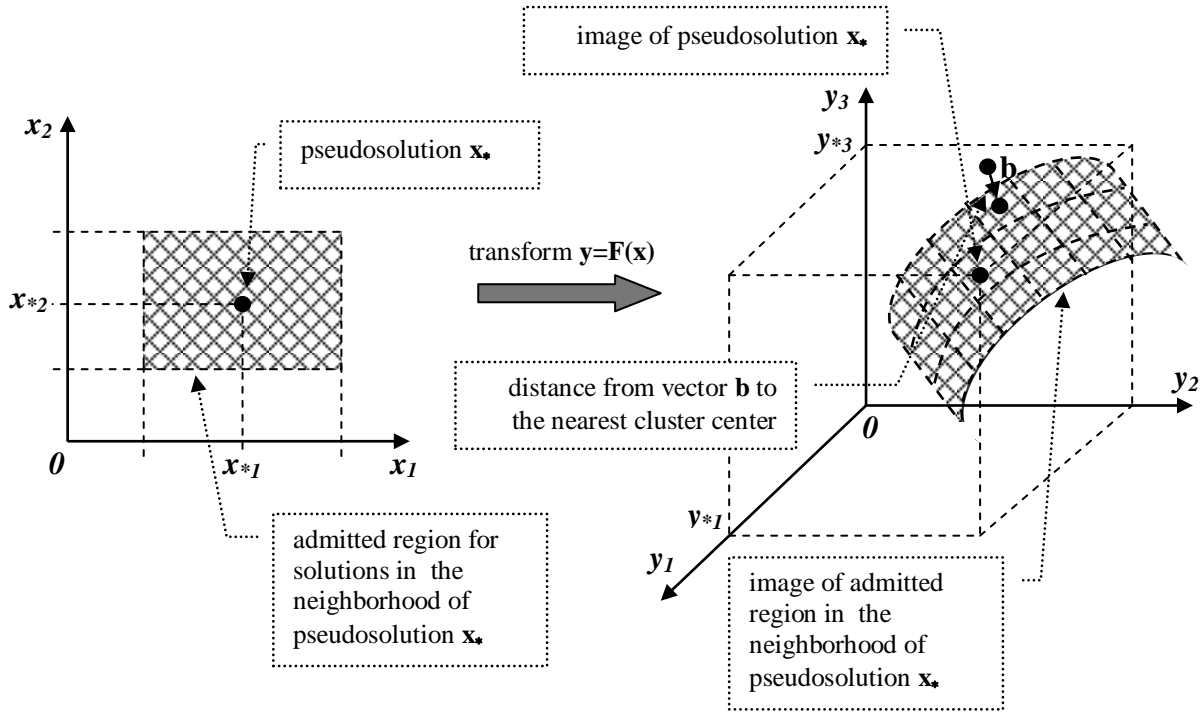 image of pseudosolution x*
x2
pseudosolution x*
x*2
0
x*1
x1
admitted region for
solutions in the
neighborhood of
pseudosolution x*
transform y=F(x)
distance from vector b to
the nearest cluster center
y3
y*3
b
y2
0
y*1
y1
image of admitted
region in the
neighborhood of
pseudosolution x*